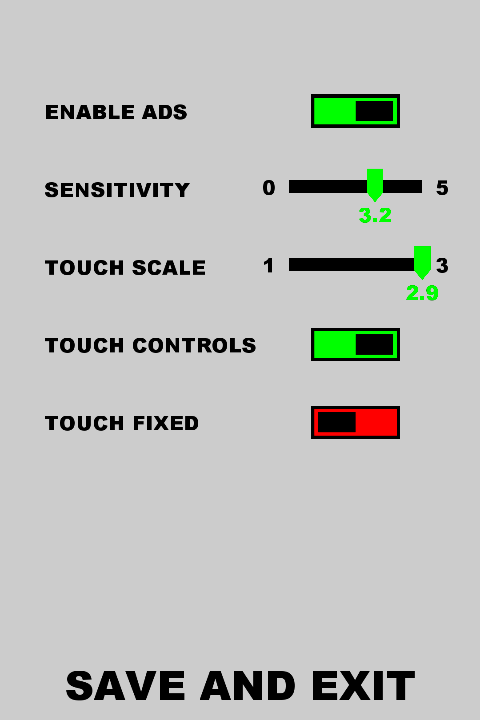 ENABLE ADS
SENSITIVITY 0 5
3.2
TOUCH SCALE 1 3
2.9
TOUCH CONTROLS
TOUCH FIXED
SAVE AND EXIT